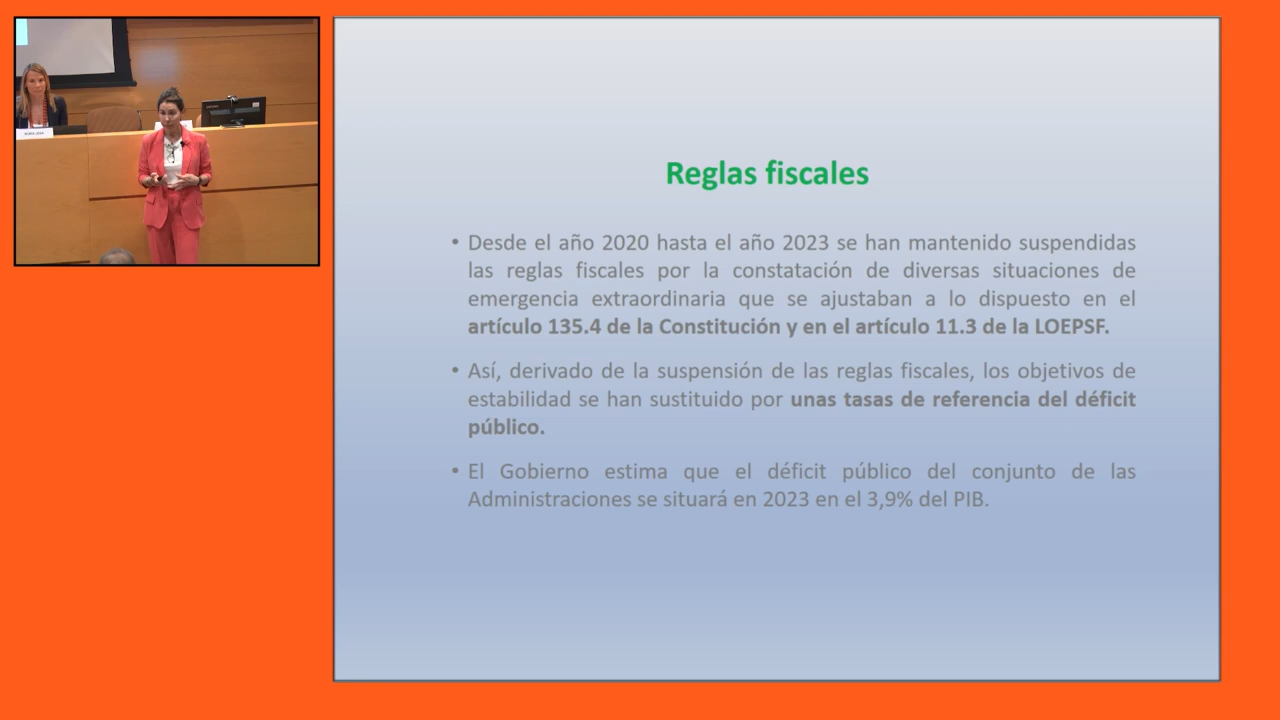 Reglas fiscales
• Desde el año 2020 hasta el año 2023 se han mantenido suspendidas
las reglas fiscales por la constatación de diversas situaciones de
emergencia extraordinaria que se ajustaban a lo dispuesto en el
artículo 135.4 de la Constitución y en el artículo 11.3 de la LOEPSF.
• Así, derivado de la suspensión de las reglas fiscales, los objetivos de
estabilidad se han sustituido por unas tasas de referencia del déficit
público.
• El Gobierno estima que el déficit público del conjunto de las
Administraciones se situará en 2023 en el 3,9% del PIB.